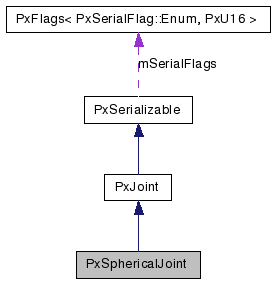 PxFlags< PxSerialFlag::Enum, PxU16 >
mSerialFlags
PxSerializable
PxJoint
PxSphericalJoint